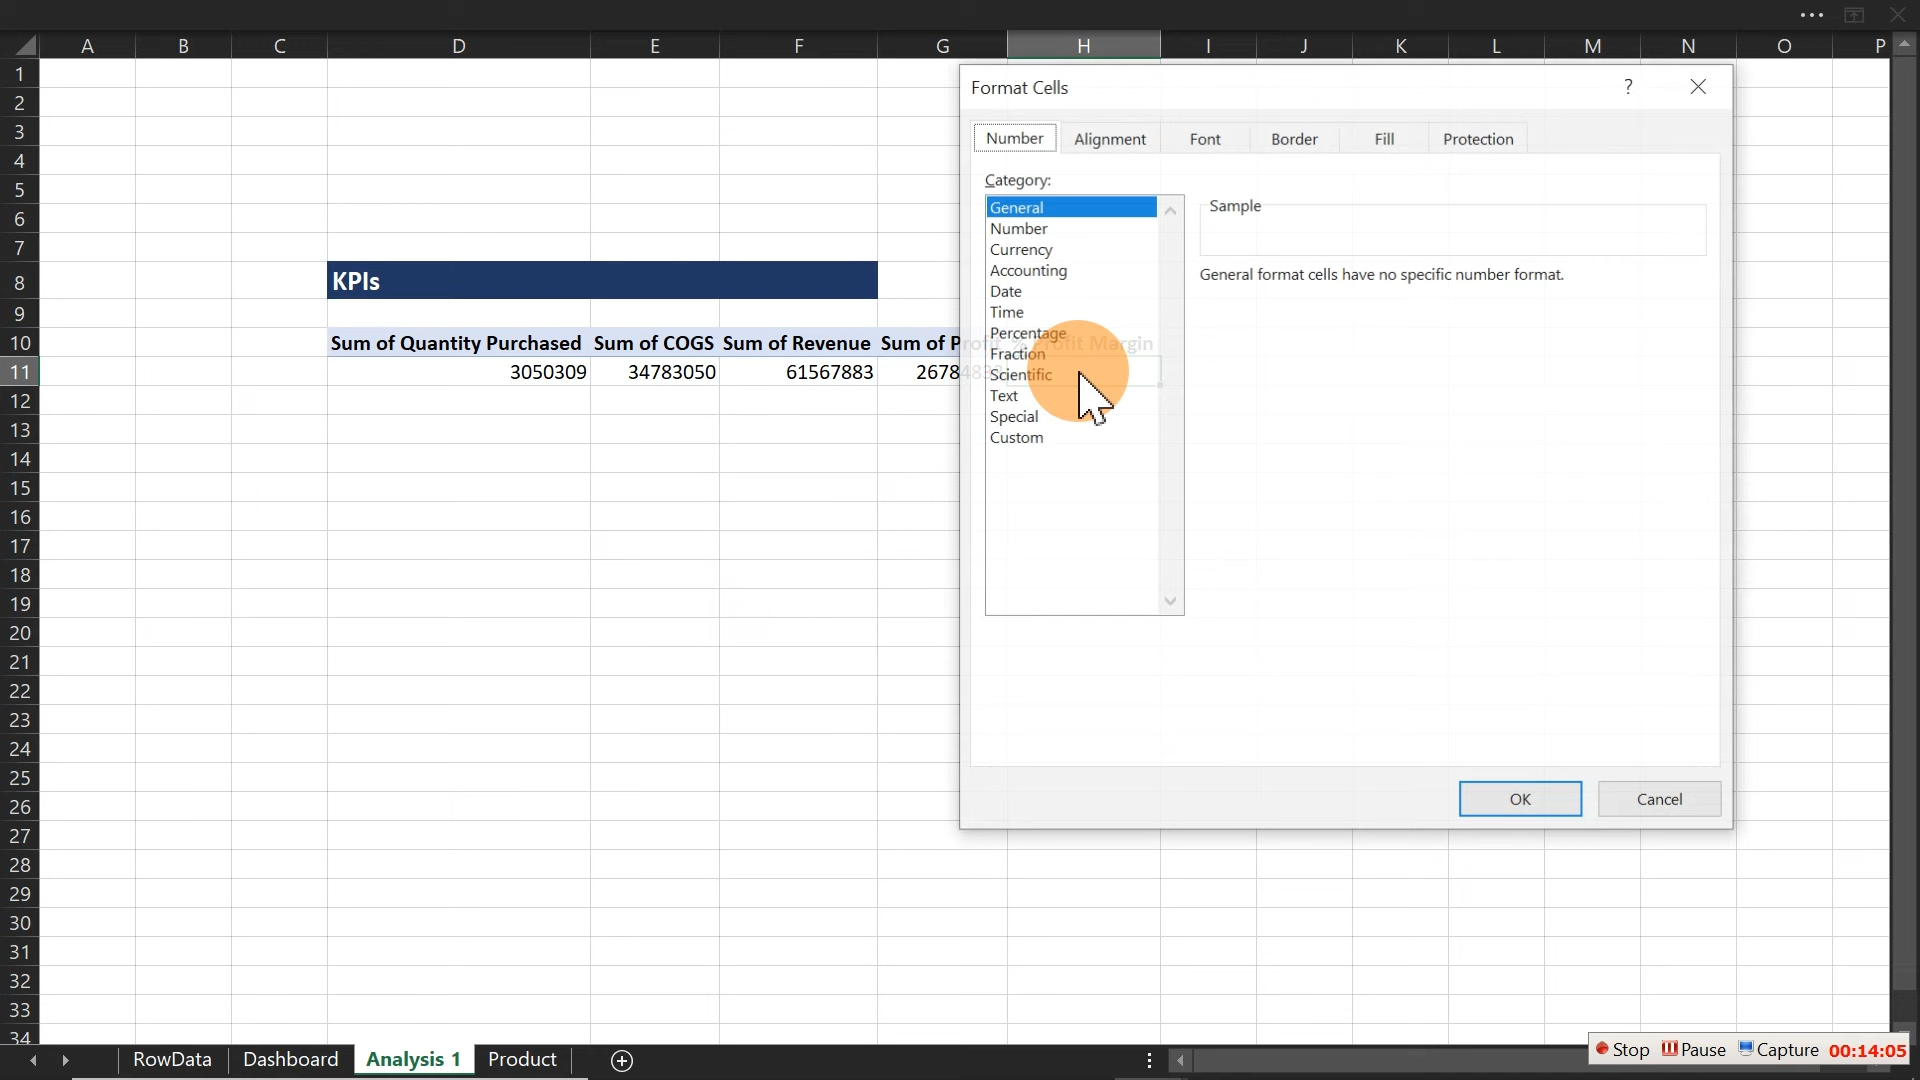 A B C D E F G H I J K L M N O P
Format Cells
?
Number Alignment Font Border Fill Protection
Category:
General
Number
Currency
Accounting
Date
Time
Percentage
Fraction
Scientific
Text
Special
Custom
Sample
General format cells have no specific number format.
OK Cancel
1
2
3
4
5
6
7
8 KPIs
9
10 Sum of Quantity Purchased Sum of COGS Sum of Revenue Sum of Profit % Profit Margin
11 3050309 34783050 61567883
12
13
14
15
16
17
18
19
20
21
22
23
24
25
26
27
28
29
30
31
32
33
34
RowData Dashboard Analysis 1 Product
Stop Pause Capture 00:14:05